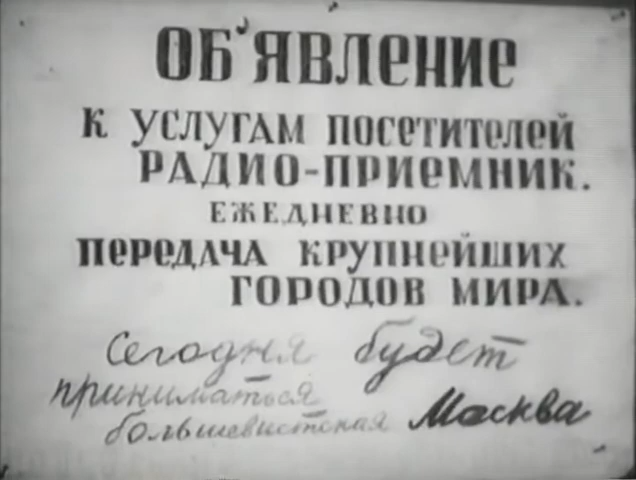 ОБ'ЯВЛЕНИЕ
К УСЛУГАМ ПОСЕТИТЕЛЕЙ
РАДИО-ПРИЕМНИК.
ЕЖЕДНЕВНО
ПЕРЕДАЧА КРУПНЕЙШИХ
ГОРОДОВ МИРА.
Сегодня будет
приниматься
большевистская Москва